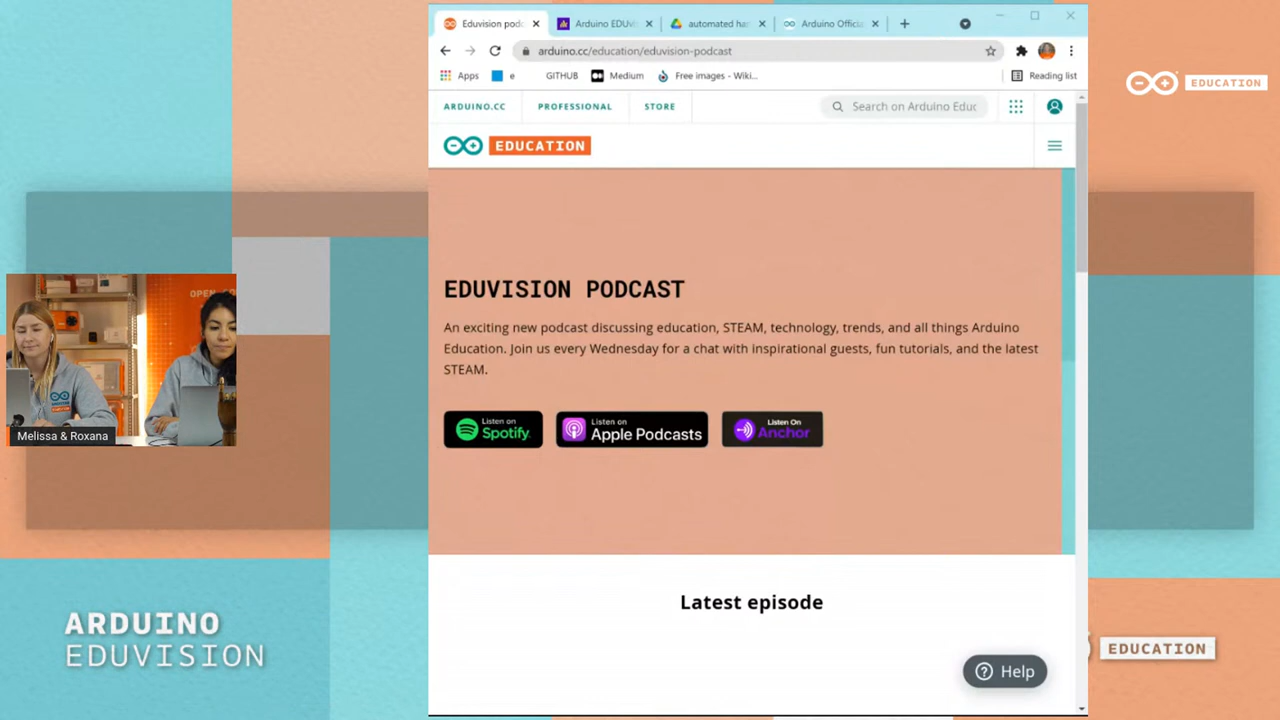 Eduvision pod
Arduino EDUvi
automated ha
Arduino Officia
arduino.cc/education/eduvision-podcast
Apps
e
GITHUB
Medium
Free images - Wiki...
Reading list
ARDUINO.CC
PROFESSIONAL
STORE
Search on Arduino Educ
EDUCATION
EDUCATION
EDUVISION PODCAST
An exciting new podcast discussing education, STEAM, technology, trends, and all things Arduino
Education. Join us every Wednesday for a chat with inspirational guests, fun tutorials, and the latest
STEAM.
Listen on
Spotify
Listen on
Apple Podcasts
Listen On
Anchor
OPEN
Melissa & Roxana
Latest episode
ARDUINO
EDUVISION
EDUCATION
Help